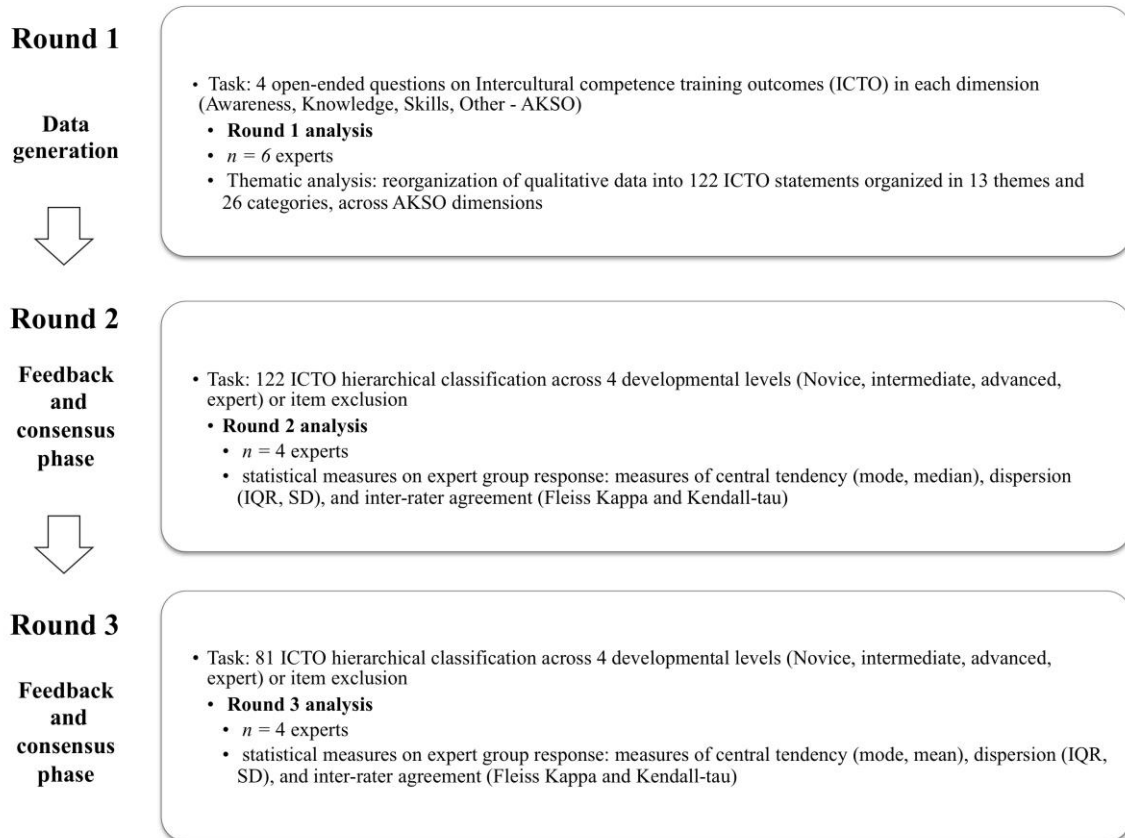 Round 1
Data
generation
• Task: 4 open-ended questions on Intercultural competence training outcomes (ICTO) in each dimension
(Awareness, Knowledge, Skills, Other - AKSO)
• Round 1 analysis
• n = 6 experts
• Thematic analysis: reorganization of qualitative data into 122 ICTO statements organized in 13 themes and
26 categories, across AKSO dimensions
Round 2
Feedback
and
consensus
phase
• Task: 122 ICTO hierarchical classification across 4 developmental levels (Novice, intermediate, advanced,
expert) or item exclusion
• Round 2 analysis
• n = 4 experts
• statistical measures on expert group response: measures of central tendency (mode, median), dispersion
(IQR, SD), and inter-rater agreement (Fleiss Kappa and Kendall-tau)
Round 3
Feedback
and
consensus
phase
• Task: 81 ICTO hierarchical classification across 4 developmental levels (Novice, intermediate, advanced,
expert) or item exclusion
• Round 3 analysis
• n = 4 experts
• statistical measures on expert group response: measures of central tendency (mode, mean), dispersion (IQR,
SD), and inter-rater agreement (Fleiss Kappa and Kendall-tau)